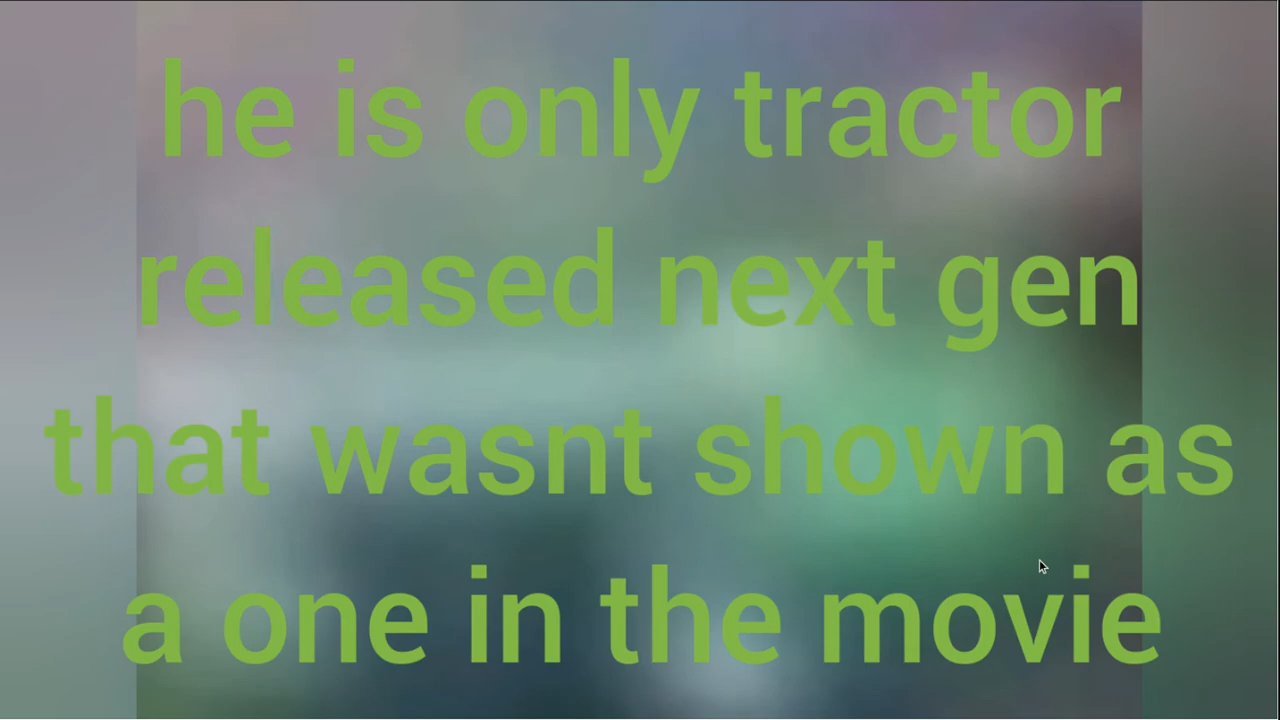 he is only tractor
released next gen
that wasnt shown as
a one in the movie